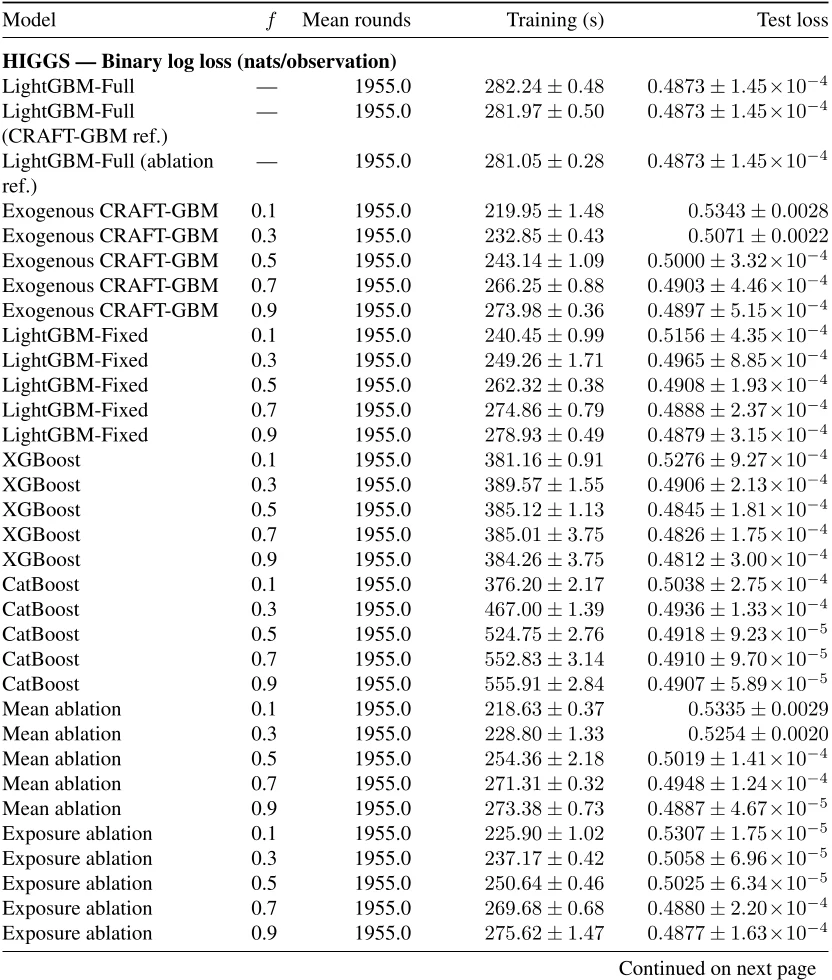 Model f Mean rounds Training (s) Test loss
HIGGS — Binary log loss (nats/observation)
LightGBM-Full — 1955.0 282.24 ± 0.48 0.4873 ± 1.45×10⁻⁴
LightGBM-Full — 1955.0 281.97 ± 0.50 0.4873 ± 1.45×10⁻⁴
(CRAFT-GBM ref.)
LightGBM-Full (ablation — 1955.0 281.05 ± 0.28 0.4873 ± 1.45×10⁻⁴
ref.)
Exogenous CRAFT-GBM 0.1 1955.0 219.95 ± 1.48 0.5343 ± 0.0028
Exogenous CRAFT-GBM 0.3 1955.0 232.85 ± 0.43 0.5071 ± 0.0022
Exogenous CRAFT-GBM 0.5 1955.0 243.14 ± 1.09 0.5000 ± 3.32×10⁻⁴
Exogenous CRAFT-GBM 0.7 1955.0 266.25 ± 0.88 0.4903 ± 4.46×10⁻⁴
Exogenous CRAFT-GBM 0.9 1955.0 273.98 ± 0.36 0.4897 ± 5.15×10⁻⁴
LightGBM-Fixed 0.1 1955.0 240.45 ± 0.99 0.5156 ± 4.35×10⁻⁴
LightGBM-Fixed 0.3 1955.0 249.26 ± 1.71 0.4965 ± 8.85×10⁻⁴
LightGBM-Fixed 0.5 1955.0 262.32 ± 0.38 0.4908 ± 1.93×10⁻⁴
LightGBM-Fixed 0.7 1955.0 274.86 ± 0.79 0.4888 ± 2.37×10⁻⁴
LightGBM-Fixed 0.9 1955.0 278.93 ± 0.49 0.4879 ± 3.15×10⁻⁴
XGBoost 0.1 1955.0 381.16 ± 0.91 0.5276 ± 9.27×10⁻⁴
XGBoost 0.3 1955.0 389.57 ± 1.55 0.4906 ± 2.13×10⁻⁴
XGBoost 0.5 1955.0 385.12 ± 1.13 0.4845 ± 1.81×10⁻⁴
XGBoost 0.7 1955.0 385.01 ± 3.75 0.4826 ± 1.75×10⁻⁴
XGBoost 0.9 1955.0 384.26 ± 3.75 0.4812 ± 3.00×10⁻⁴
CatBoost 0.1 1955.0 376.20 ± 2.17 0.5038 ± 2.75×10⁻⁴
CatBoost 0.3 1955.0 467.00 ± 1.39 0.4936 ± 1.33×10⁻⁴
CatBoost 0.5 1955.0 524.75 ± 2.76 0.4918 ± 9.23×10⁻⁵
CatBoost 0.7 1955.0 552.83 ± 3.14 0.4910 ± 9.70×10⁻⁵
CatBoost 0.9 1955.0 555.91 ± 2.84 0.4907 ± 5.89×10⁻⁵
Mean ablation 0.1 1955.0 218.63 ± 0.37 0.5335 ± 0.0029
Mean ablation 0.3 1955.0 228.80 ± 1.33 0.5254 ± 0.0020
Mean ablation 0.5 1955.0 254.36 ± 2.18 0.5019 ± 1.41×10⁻⁴
Mean ablation 0.7 1955.0 271.31 ± 0.32 0.4948 ± 1.24×10⁻⁴
Mean ablation 0.9 1955.0 273.38 ± 0.73 0.4887 ± 4.67×10⁻⁵
Exposure ablation 0.1 1955.0 225.90 ± 1.02 0.5307 ± 1.75×10⁻⁵
Exposure ablation 0.3 1955.0 237.17 ± 0.42 0.5058 ± 6.96×10⁻⁵
Exposure ablation 0.5 1955.0 250.64 ± 0.46 0.5025 ± 6.34×10⁻⁵
Exposure ablation 0.7 1955.0 269.68 ± 0.68 0.4880 ± 2.20×10⁻⁴
Exposure ablation 0.9 1955.0 275.62 ± 1.47 0.4877 ± 1.63×10⁻⁴
Continued on next page